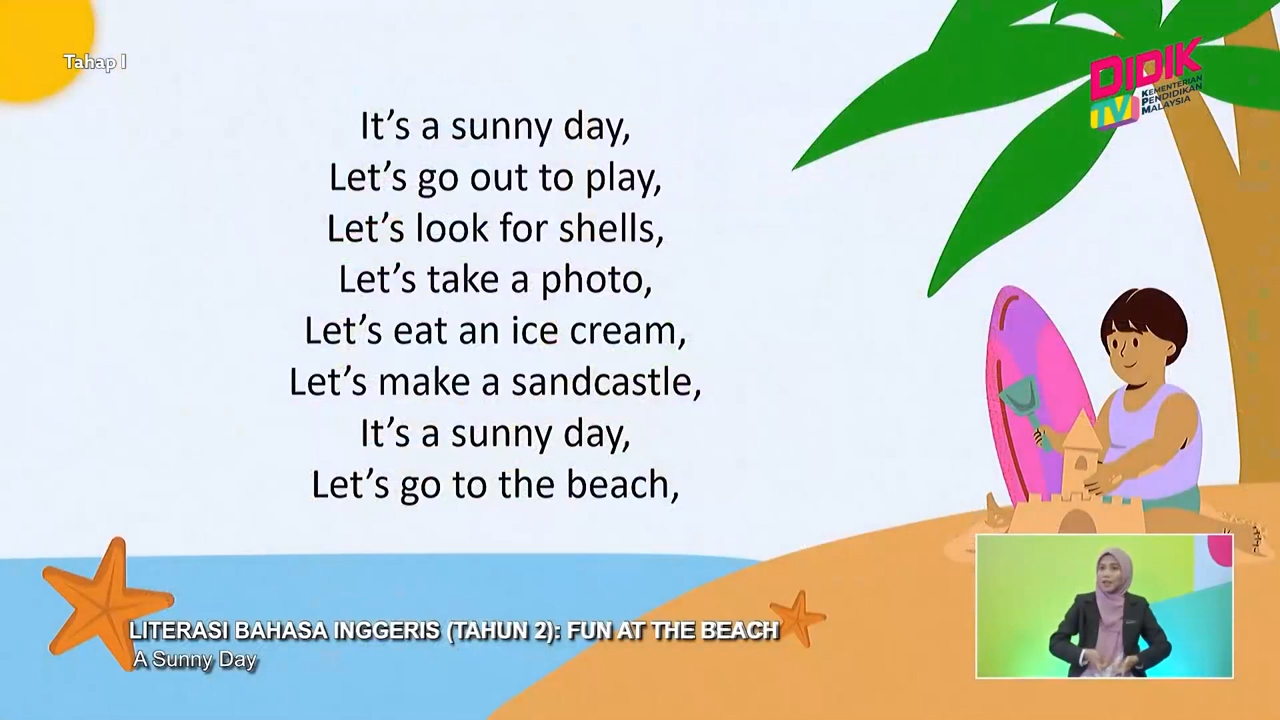 Tahap I
DIDIK
TV
KEMENTERIAN
PENDIDIKAN
MALAYSIA
It's a sunny day,
Let's go out to play,
Let's look for shells,
Let's take a photo,
Let's eat an ice cream,
Let's make a sandcastle,
It's a sunny day,
Let's go to the beach,
LITERASI BAHASA INGGERIS (TAHUN 2): FUN AT THE BEACH
A Sunny Day